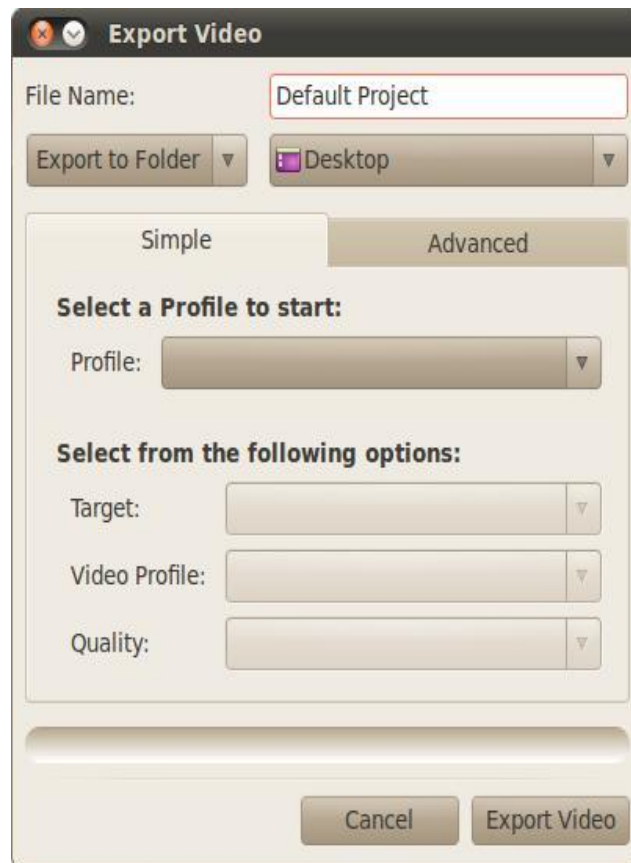 Export Video
File Name: Default Project
Export to Folder Desktop
Simple Advanced
Select a Profile to start:
Profile:
Select from the following options:
Target:
Video Profile:
Quality:
Cancel Export Video